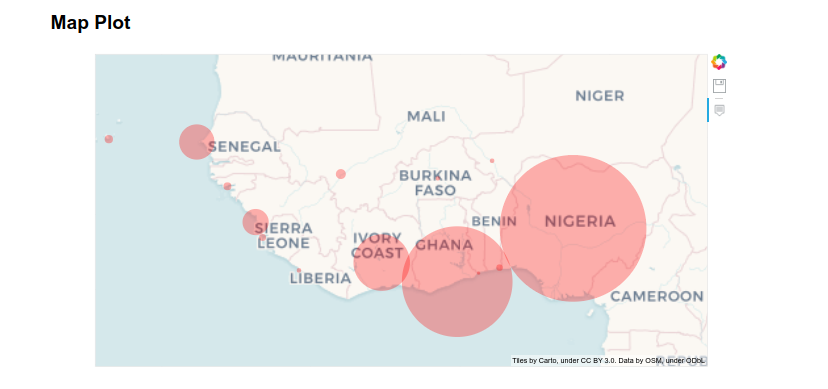 Map Plot
MAURITANIA
NIGER
MALI
SENEGAL
BURKINA
FASO
BENIN
NIGERIA
SIERRA
LEONE
IVORY
COAST
GHANA
LIBERIA
CAMEROON
Tiles by Carto, under CC BY 3.0. Data by OSM, under ODbL